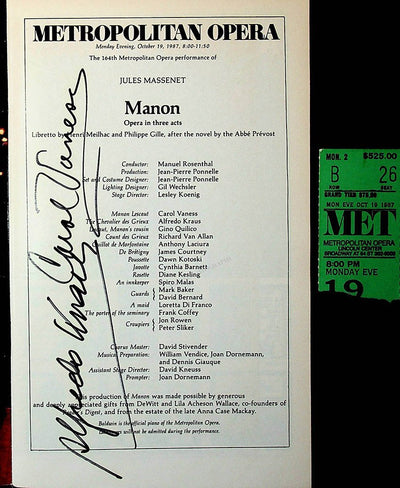 METROPOLITAN OPERA
Monday Evening, October 19, 1987, 8:00-11:50
The 164th Metropolitan Opera performance of
JULES MASSENET
Manon
Opera in three acts
Libretto by Henri Meilhac and Philippe Gille, after the novel by the Abbé Prévost
Conductor: Manuel Rosenthal
Production: Jean-Pierre Ponnelle
Set and Costume Designer: Jean-Pierre Ponnelle
Lighting Designer: Gil Wechsler
Stage Director: Lesley Koenig
Manon Lescaut Carol Vaness
The Chevalier des Grieux Alfredo Kraus
Lescaut, Manon's cousin Gino Quilico
Count des Grieux Richard Van Allan
Guillot de Morfontaine Anthony Laciura
De Brétigny James Courtney
Poussette Dawn Kotoski
Javotte Cynthia Barnett
Rosette Diane Kesling
An innkeeper Spiro Malas
Guards Mark Baker
David Bernard
A maid Loretta Di Franco
The porter of the seminary Frank Coffey
Croupiers Jon Rowen
Peter Sliker
Chorus Master: David Stivender
Musical Preparation: William Vendice, Joan Dornemann,
and Dennis Giauque
Assistant Stage Director: David Kneuss
Prompter: Joan Dornemann
This production of Manon was made possible by generous
and deeply appreciated gifts from DeWitt and Lila Acheson Wallace, co-founders of
Reader's Digest, and from the estate of the late Anna Case Mackay.
Baldwin is the official piano of the Metropolitan Opera.
will not be admitted during the performance.
Alfredo Kraus
Carol Vaness
MON. 2 $525.00
B 26
ROW SEAT
GRAND TIER $75.00
MON EVE OCT 19 1987
MET
METROPOLITAN OPERA
LINCOLN CENTER
BROADWAY AT 64 ST
8:00 PM
MONDAY EVE
19